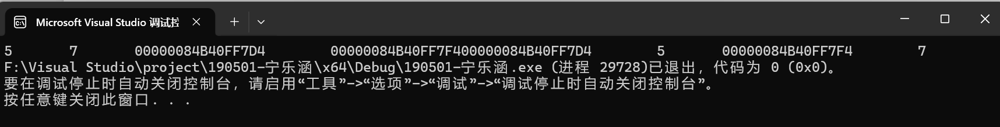 Microsoft Visual Studio 调试控
5 7 00000084B40FF7D4 00000084B40FF7F400000084B40FF7D4 5 00000084B40FF7F4 7
F:\Visual Studio\project\190501-宁乐涵\x64\Debug\190501-宁乐涵.exe (进程 29728)已退出，代码为 0 (0x0)。
要在调试停止时自动关闭控制台，请启用“工具”->“选项”->“调试”->“调试停止时自动关闭控制台”。
按任意键关闭此窗口. . .